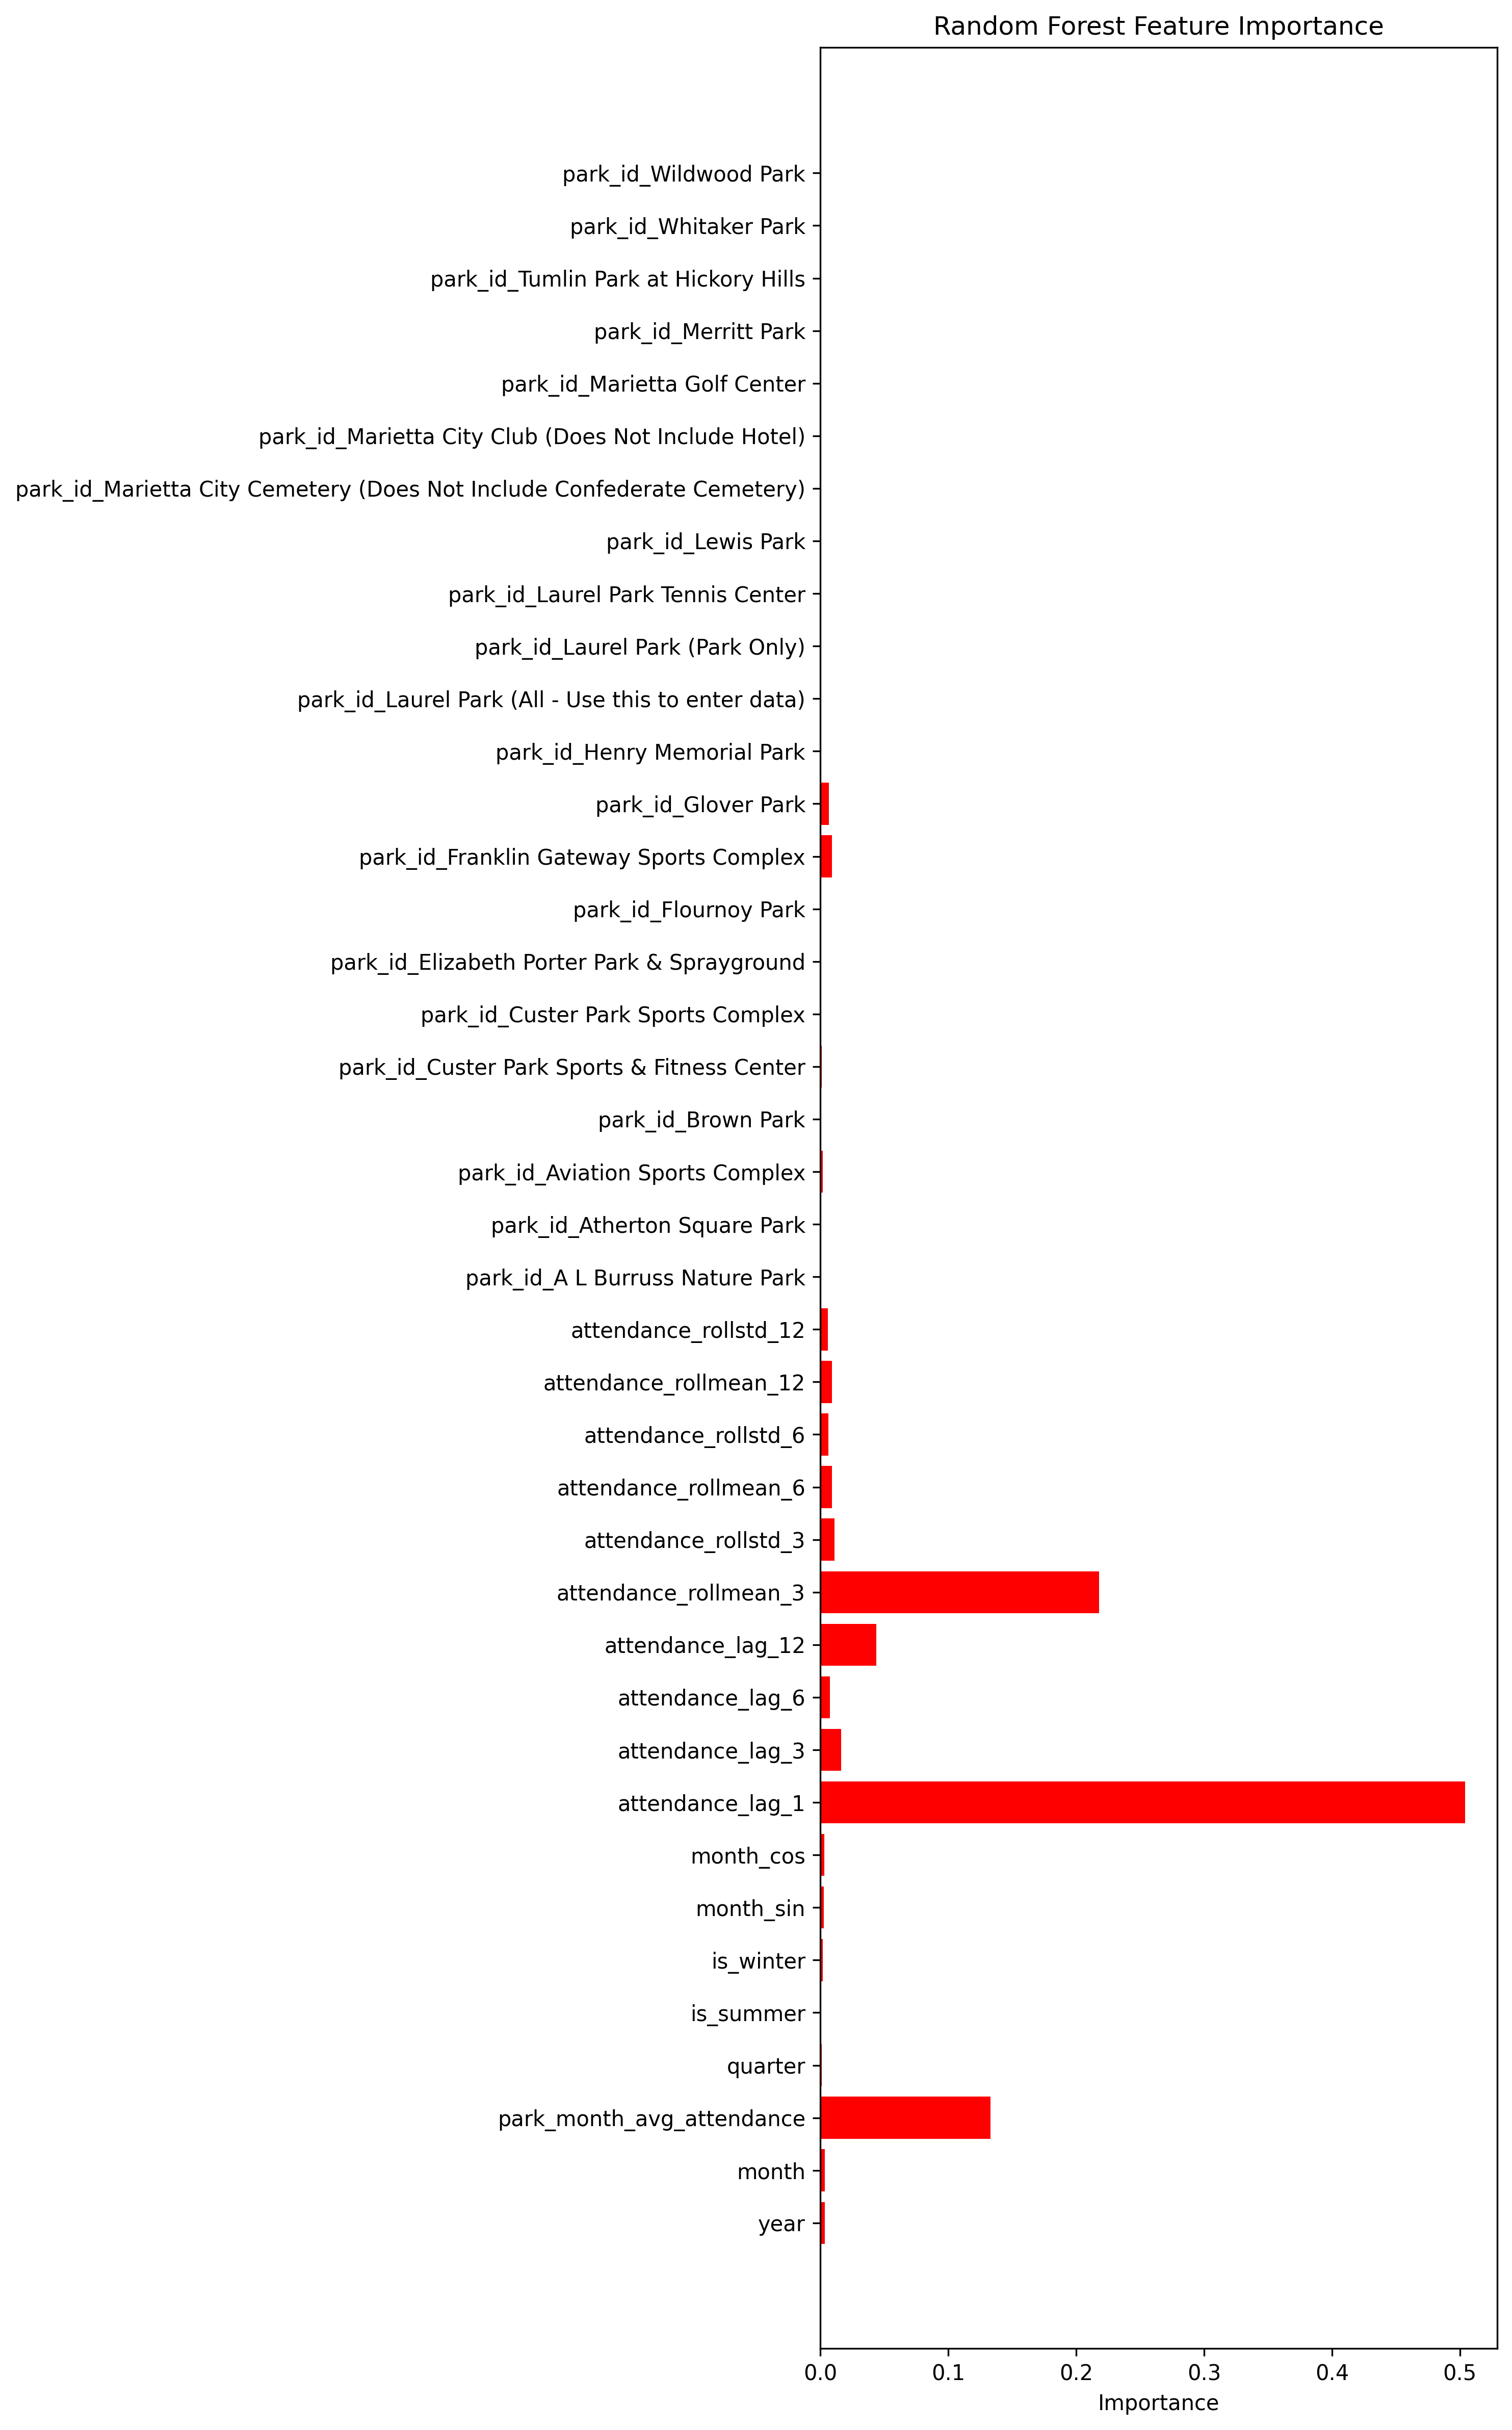 Random Forest Feature Importance
park_id_Wildwood Park
park_id_Whitaker Park
park_id_Tumlin Park at Hickory Hills
park_id_Merritt Park
park_id_Marietta Golf Center
park_id_Marietta City Club (Does Not Include Hotel)
park_id_Marietta City Cemetery (Does Not Include Confederate Cemetery)
park_id_Lewis Park
park_id_Laurel Park Tennis Center
park_id_Laurel Park (Park Only)
park_id_Laurel Park (All - Use this to enter data)
park_id_Henry Memorial Park
park_id_Glover Park
park_id_Franklin Gateway Sports Complex
park_id_Flournoy Park
park_id_Elizabeth Porter Park & Sprayground
park_id_Custer Park Sports Complex
park_id_Custer Park Sports & Fitness Center
park_id_Brown Park
park_id_Aviation Sports Complex
park_id_Atherton Square Park
park_id_A L Burruss Nature Park
attendance_rollstd_12
attendance_rollmean_12
attendance_rollstd_6
attendance_rollmean_6
attendance_rollstd_3
attendance_rollmean_3
attendance_lag_12
attendance_lag_6
attendance_lag_3
attendance_lag_1
month_cos
month_sin
is_winter
is_summer
quarter
park_month_avg_attendance
month
year
0.0 0.1 0.2 0.3 0.4 0.5
Importance